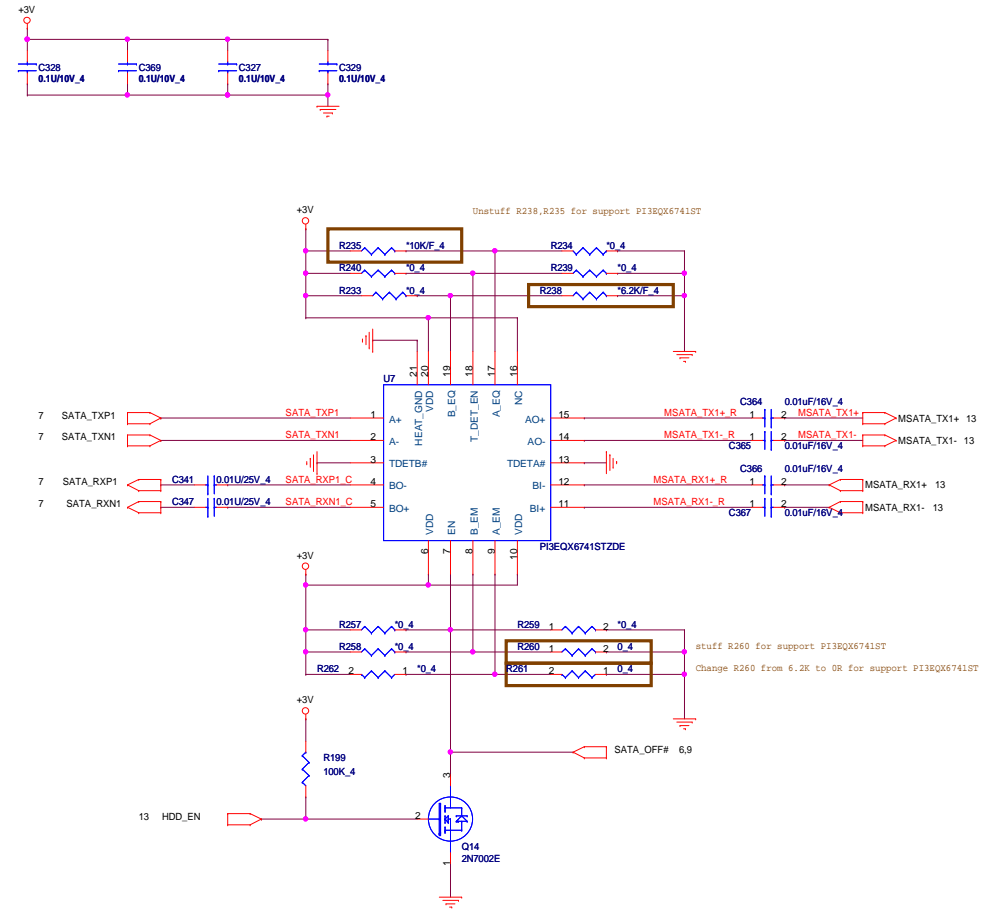 +3V
C328
0.1U/10V_4
C369
0.1U/10V_4
C327
0.1U/10V_4
C329
0.1U/10V_4
+3V
Unstuff R238,R235 for support PI3EQX6741ST
R235 *10K/F_4 R234 *0_4
R240 *0_4 R239 *0_4
R233 *0_4 R238 *6.2K/F_4
21 20 19 18 17 16
U7
HEAT_GND VDD B_EQ T_DET_EN A_EQ NC
7 SATA_TXP1 SATA_TXP1 1 A+ AO+ 15 MSATA_TX1+_R 1 C364 0.01uF/16V_4 2 MSATA_TX1+ MSATA_TX1+ 13
7 SATA_TXN1 SATA_TXN1 2 A- AO- 14 MSATA_TX1-_R 1 C365 0.01uF/16V_4 2 MSATA_TX1- MSATA_TX1- 13
3 TDETB# TDETA# 13
7 SATA_RXP1 C341 0.01U/25V_4 SATA_RXP1_C 4 BO- BI- 12 MSATA_RX1+_R 1 C366 0.01uF/16V_4 2 MSATA_RX1+ 13
7 SATA_RXN1 C347 0.01U/25V_4 SATA_RXN1_C 5 BO+ BI+ 11 MSATA_RX1-_R 1 C367 0.01uF/16V_4 2 MSATA_RX1- 13
VDD EN B_EM A_EM VDD
6 7 8 9 10
PI3EQX6741STZDE
+3V
R257 *0_4 R259 1 2 *0_4
R258 *0_4 R260 1 2 0_4 stuff R260 for support PI3EQX6741ST
R262 2 1 *0_4 R261 2 1 0_4 Change R260 from 6.2K to 0R for support PI3EQX6741ST
+3V
R199
100K_4
SATA_OFF# 6,9
3
13 HDD_EN 2
Q14
2N7002E
1